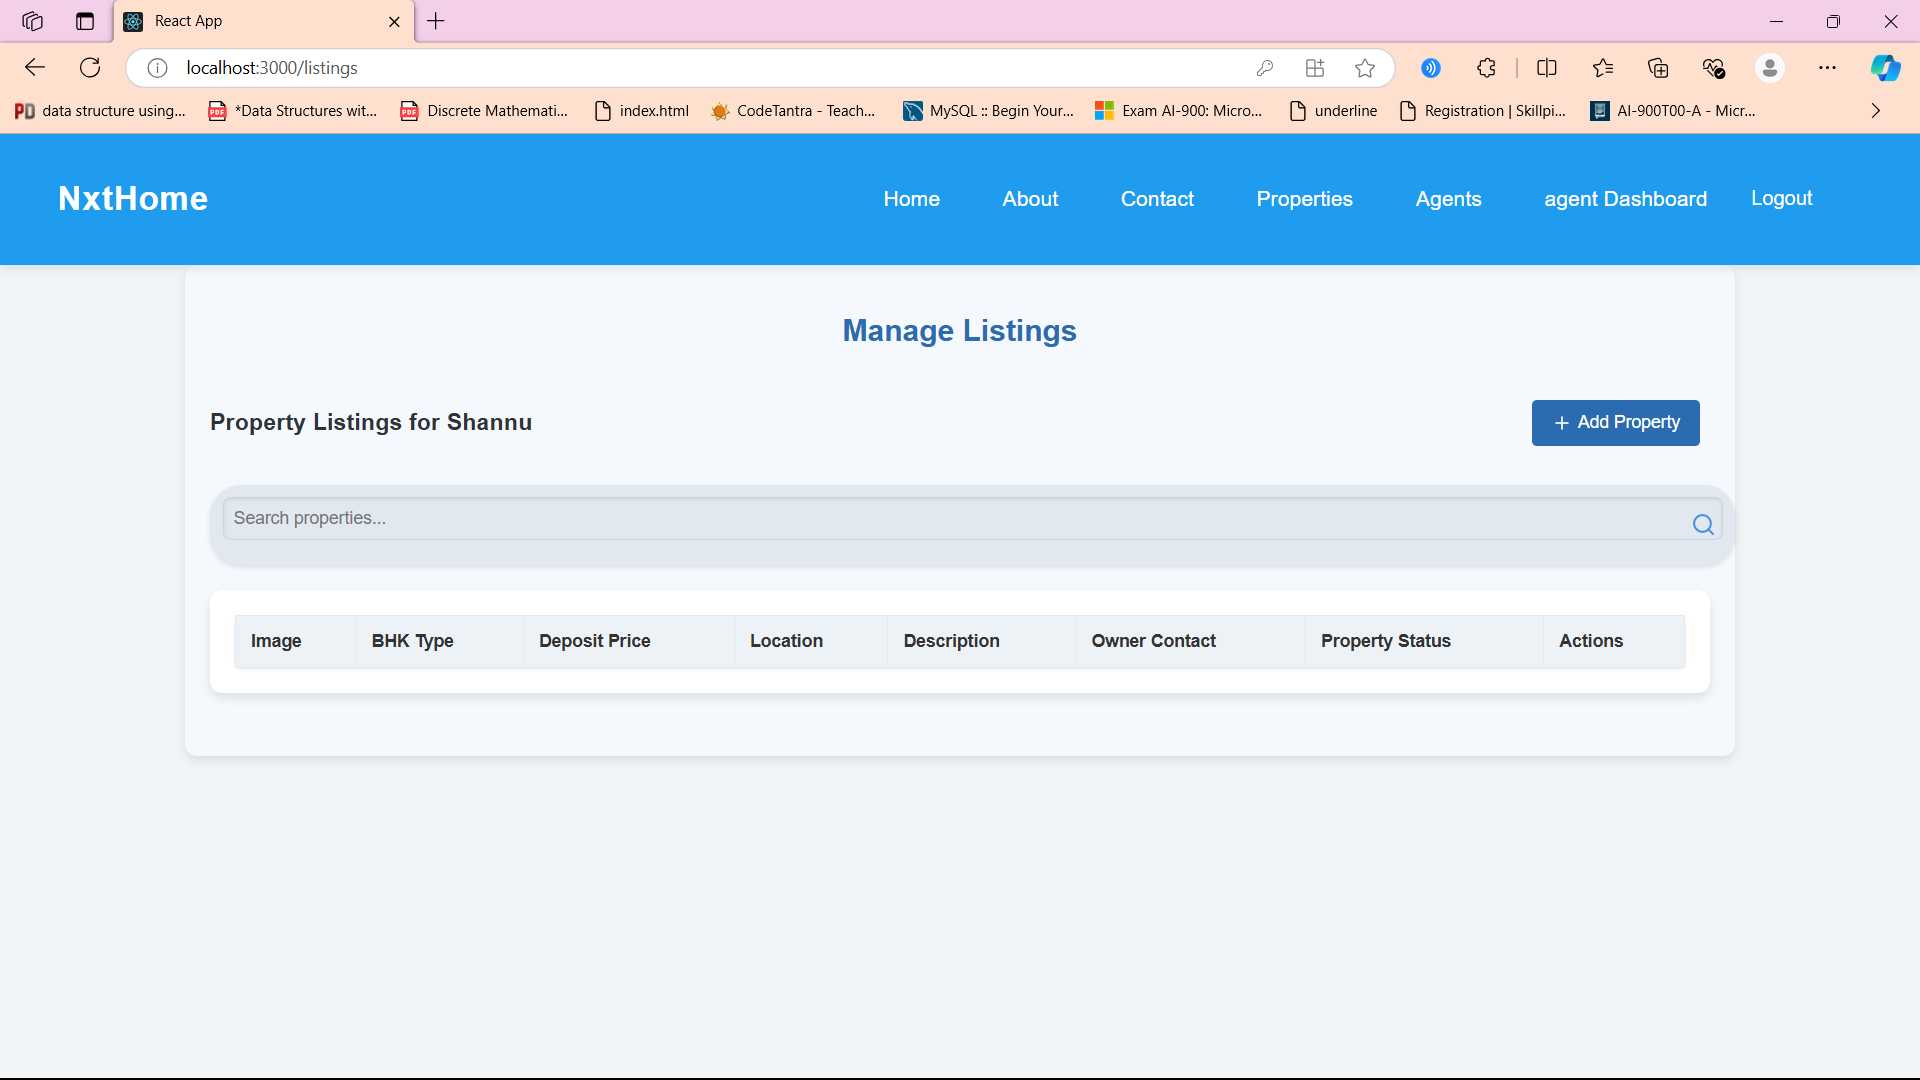 React App
localhost:3000/listings
data structure using... *Data Structures wit... Discrete Mathemati... index.html CodeTantra - Teach... MySQL :: Begin Your... Exam AI-900: Micro... underline Registration | Skillpi... AI-900T00-A - Micr...
NxtHome Home About Contact Properties Agents agent Dashboard Logout
Manage Listings
Property Listings for Shannu + Add Property
Search properties...
Image BHK Type Deposit Price Location Description Owner Contact Property Status Actions